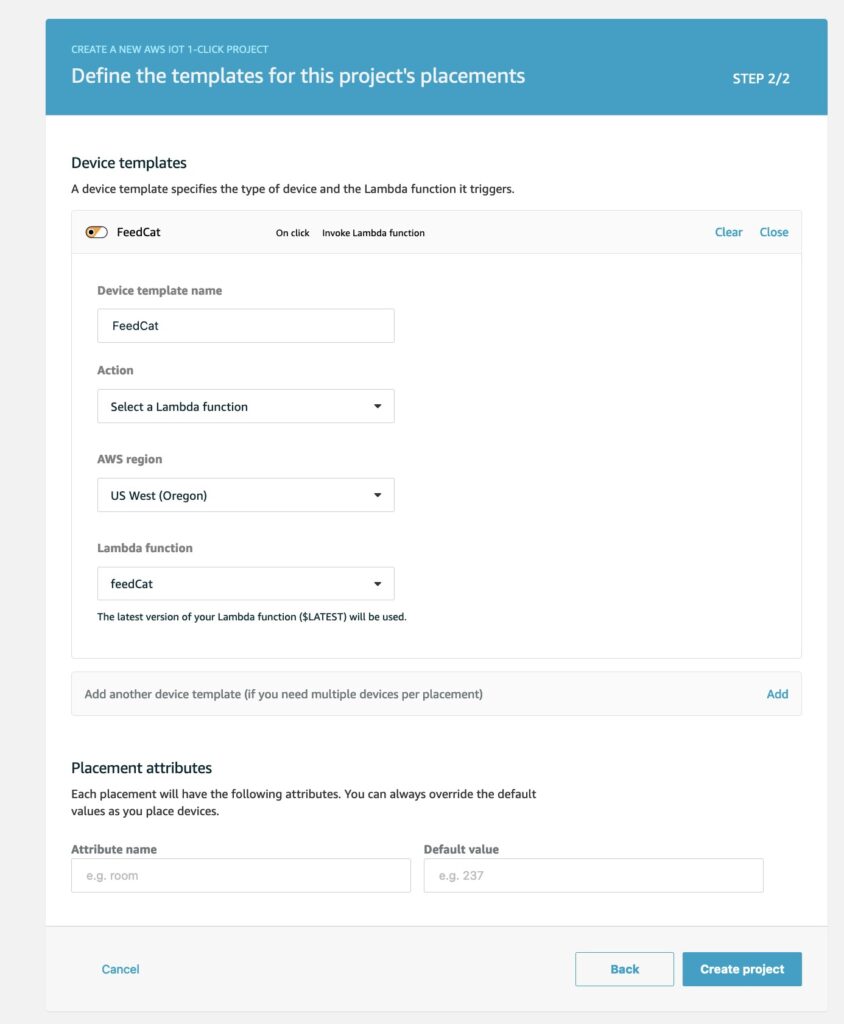 CREATE A NEW AWS IOT 1-CLICK PROJECT
Define the templates for this project's placements
STEP 2/2
Device templates
A device template specifies the type of device and the Lambda function it triggers.
FeedCat On click Invoke Lambda function Clear Close
Device template name
FeedCat
Action
Select a Lambda function
AWS region
US West (Oregon)
Lambda function
feedCat
The latest version of your Lambda function ($LATEST) will be used.
Add another device template (if you need multiple devices per placement) Add
Placement attributes
Each placement will have the following attributes. You can always override the default
values as you place devices.
Attribute name Default value
e.g. room e.g. 237
Cancel Back Create project